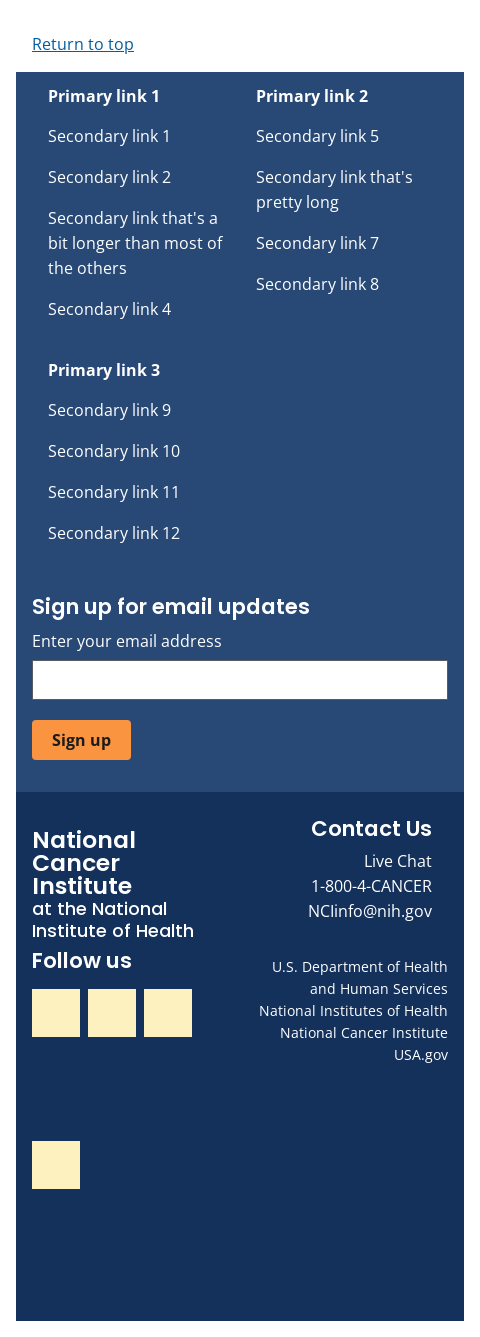 Return to top
Primary link 1
Secondary link 1
Secondary link 2
Secondary link that's a
bit longer than most of
the others
Secondary link 4
Primary link 2
Secondary link 5
Secondary link that's
pretty long
Secondary link 7
Secondary link 8
Primary link 3
Secondary link 9
Secondary link 10
Secondary link 11
Secondary link 12
Sign up for email updates
Enter your email address
Sign up
National
Cancer
Institute
at the National
Institute of Health
Follow us
Contact Us
Live Chat
1-800-4-CANCER
NCIinfo@nih.gov
U.S. Department of Health
and Human Services
National Institutes of Health
National Cancer Institute
USA.gov